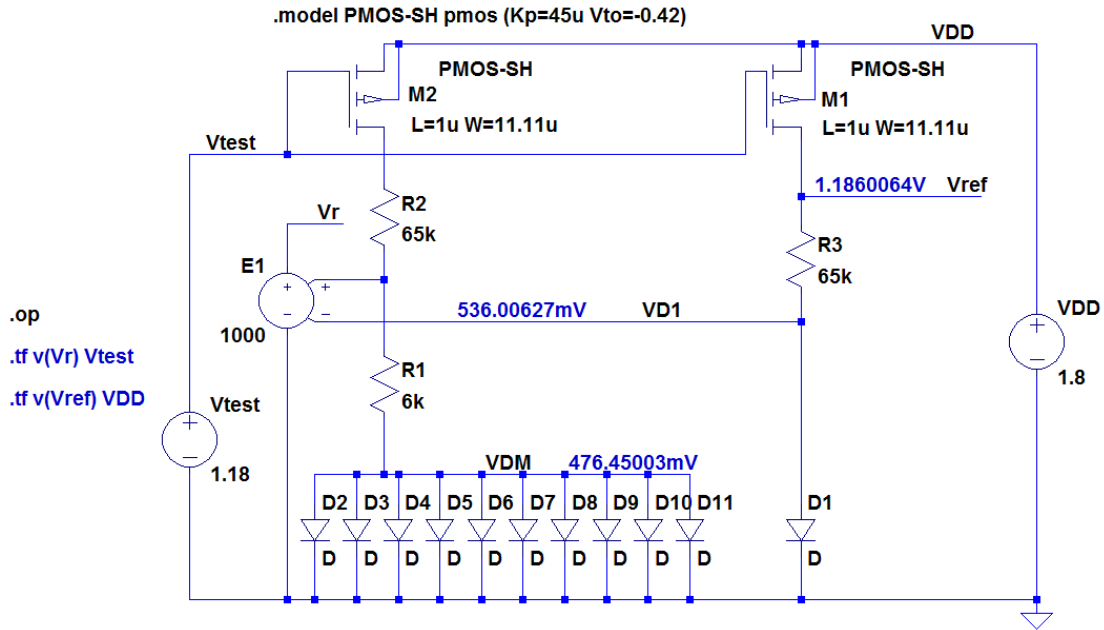 .model PMOS-SH pmos (Kp=45u Vto=-0.42)
VDD
PMOS-SH
PMOS-SH
M2
M1
L=1u W=11.11u
L=1u W=11.11u
Vtest
1.1860064V Vref
R2
65k
Vr
R3
65k
E1
+
-
+
-
1000
536.00627mV VD1
.op
.tf v(Vr) Vtest
.tf v(Vref) VDD
VDD
+
-
1.8
R1
6k
Vtest
+
-
1.18
VDM 476.45003mV
D2 D3 D4 D5 D6 D7 D8 D9 D10 D11 D1
D D D D D D D D D D D